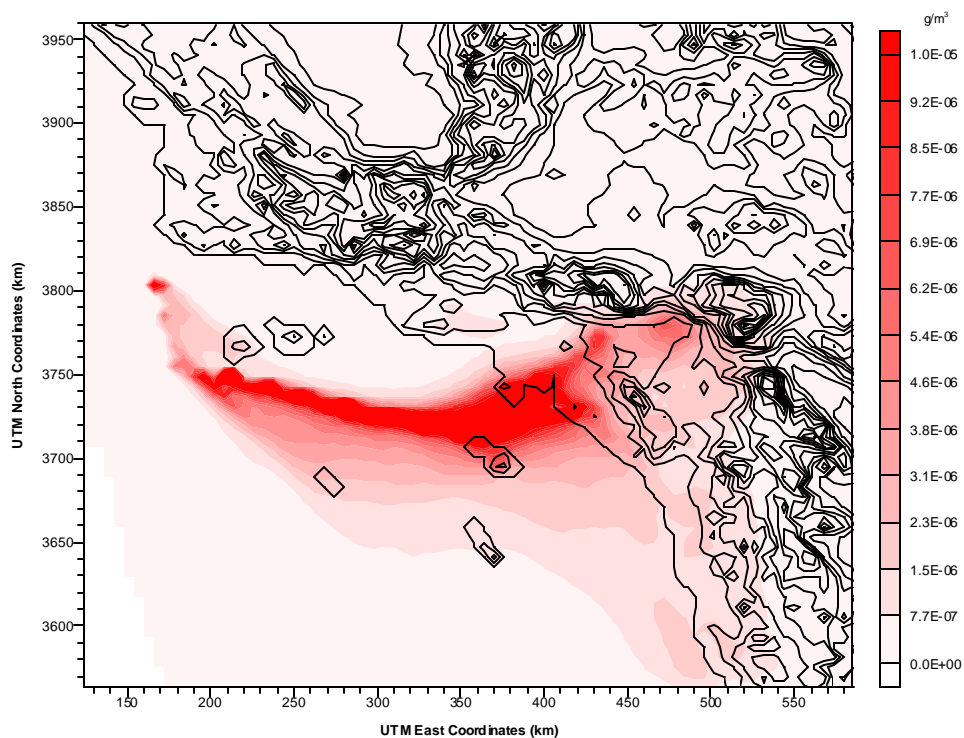 g/m³
3950
3900
3850
3800
3750
3700
3650
3600
UTM North Coordinates (km)
150
200
250
300
350
400
450
500
550
UTM East Coordinates (km)
1.0E-05
9.2E-06
8.5E-06
7.7E-06
6.9E-06
6.2E-06
5.4E-06
4.6E-06
3.8E-06
3.1E-06
2.3E-06
1.5E-06
7.7E-07
0.0E+00